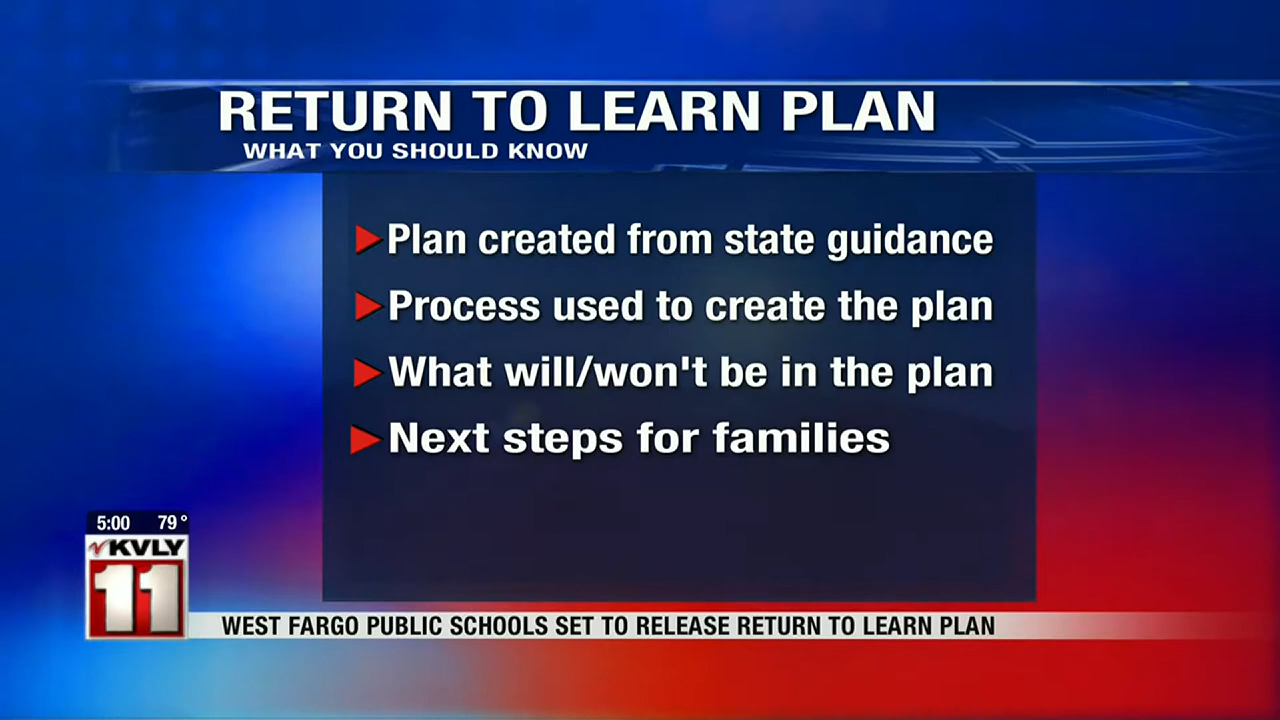 RETURN TO LEARN PLAN
WHAT YOU SHOULD KNOW
Plan created from state guidance
Process used to create the plan
What will/won't be in the plan
Next steps for families
5:00 79°
KVLY
11
WEST FARGO PUBLIC SCHOOLS SET TO RELEASE RETURN TO LEARN PLAN